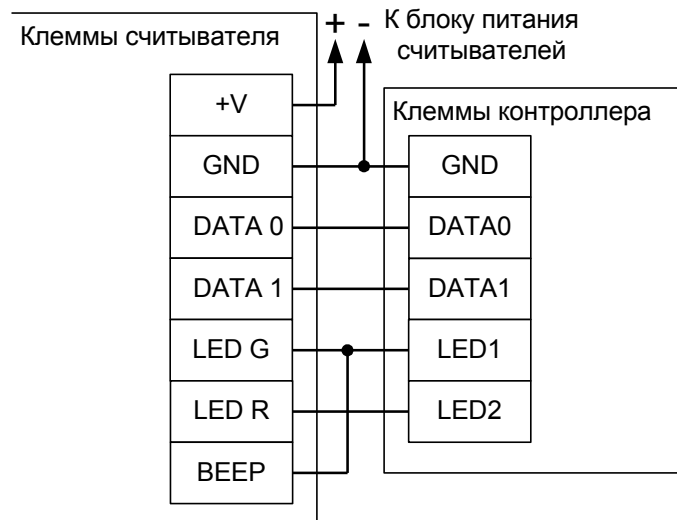 Клеммы считывателя
+ -
К блоку питания
считывателей
Клеммы контроллера
+V
GND
DATA 0
DATA 1
LED G
LED R
BEEP
GND
DATA0
DATA1
LED1
LED2